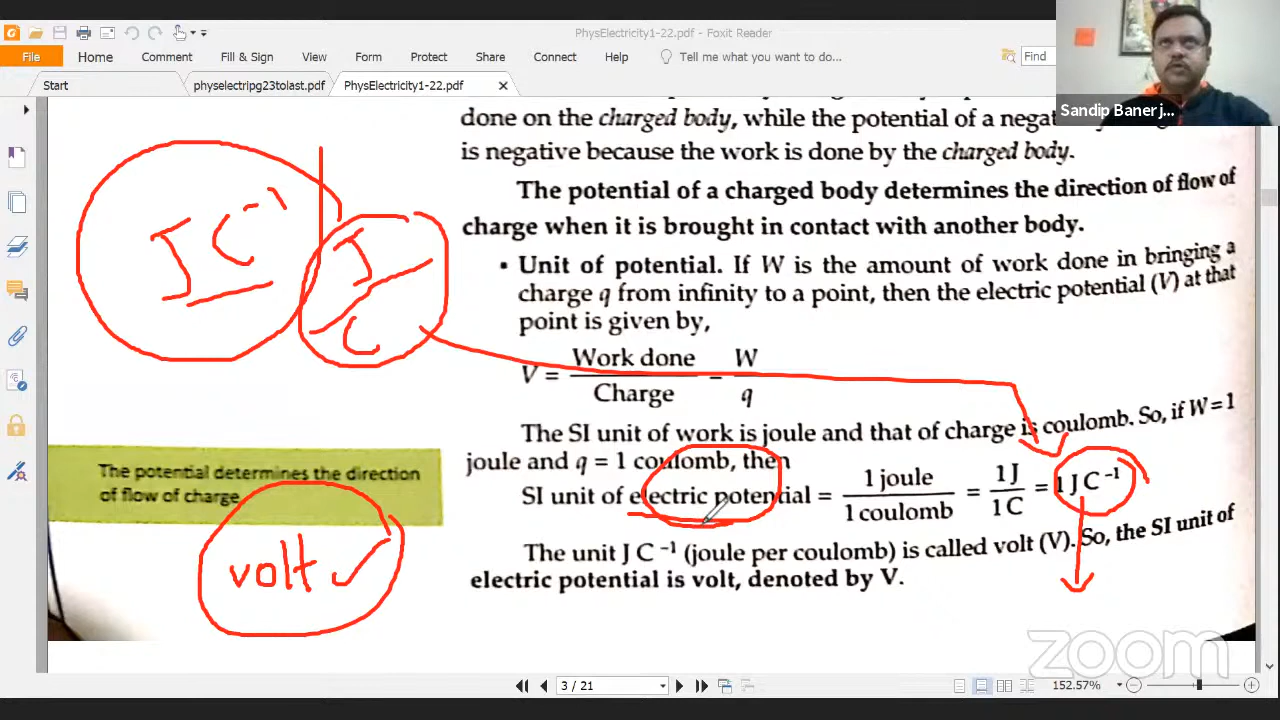 PhysElectricity1-22.pdf - Foxit Reader
File Home Comment Fill & Sign View Form Protect Share Connect Help Tell me what you want to do... Find
Start physelectripg23tolast.pdf PhysElectricity1-22.pdf
Sandip Banerj...
done on the charged body, while the potential of a
is negative because the work is done by the charged body.
The potential of a charged body determines the direction of flow of
charge when it is brought in contact with another body.
J C⁻¹
J
C
• Unit of potential. If W is the amount of work done in bringing a
charge q from infinity to a point, then the electric potential (V) at that
point is given by,
V = Work done / Charge = W / q
The SI unit of work is joule and that of charge is coulomb. So, if W = 1
joule and q = 1 coulomb, then
SI unit of electric potential = 1 joule / 1 coulomb = 1 J / 1 C = 1 J C⁻¹
The unit J C⁻¹ (joule per coulomb) is called volt (V). So, the SI unit of
electric potential is volt, denoted by V.
The potential determines the direction
of flow of charge.
volt
zoom
3 / 21 152.57%